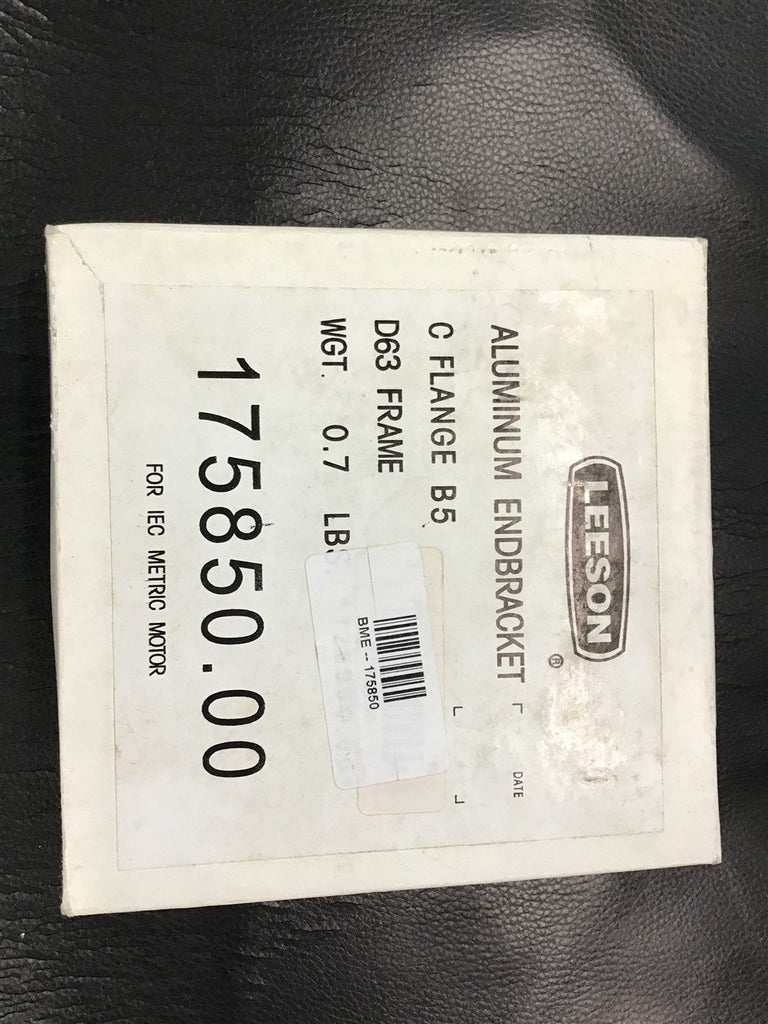 LEESON
®
ALUMINUM ENDBRACKET
DATE
C FLANGE B5
D63 FRAME
WGT. 0.7 LBS
BME -- 175850
175850.00
FOR IEC METRIC MOTOR